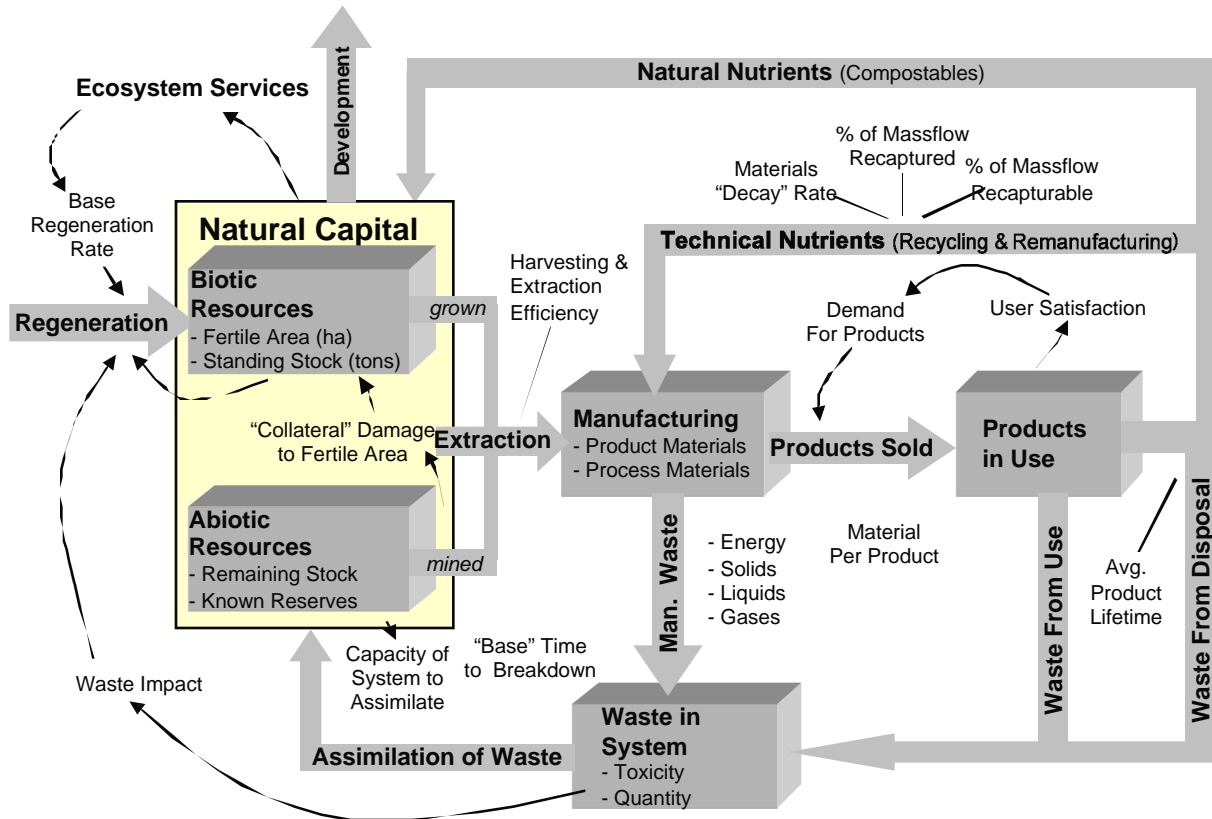 Development
Natural Nutrients (Compostables)
Ecosystem Services
% of Massflow
Recaptured
Materials
“Decay” Rate
% of Massflow
Recapturable
Base
Regeneration
Rate
Natural Capital
Technical Nutrients (Recycling & Remanufacturing)
Biotic
Resources
- Fertile Area (ha)
- Standing Stock (tons)
grown
Harvesting &
Extraction
Efficiency
Demand
For Products
User Satisfaction
Regeneration
“Collateral” Damage
to Fertile Area
Extraction
Manufacturing
- Product Materials
- Process Materials
Products Sold
Products
in Use
Abiotic
Resources
- Remaining Stock
- Known Reserves
mined
Man. Waste
- Energy
- Solids
- Liquids
- Gases
Material
Per Product
Waste From Use
Avg.
Product
Lifetime
Waste From Disposal
Capacity of
System to
Assimilate
“Base” Time
to Breakdown
Waste Impact
Assimilation of Waste
Waste in
System
- Toxicity
- Quantity